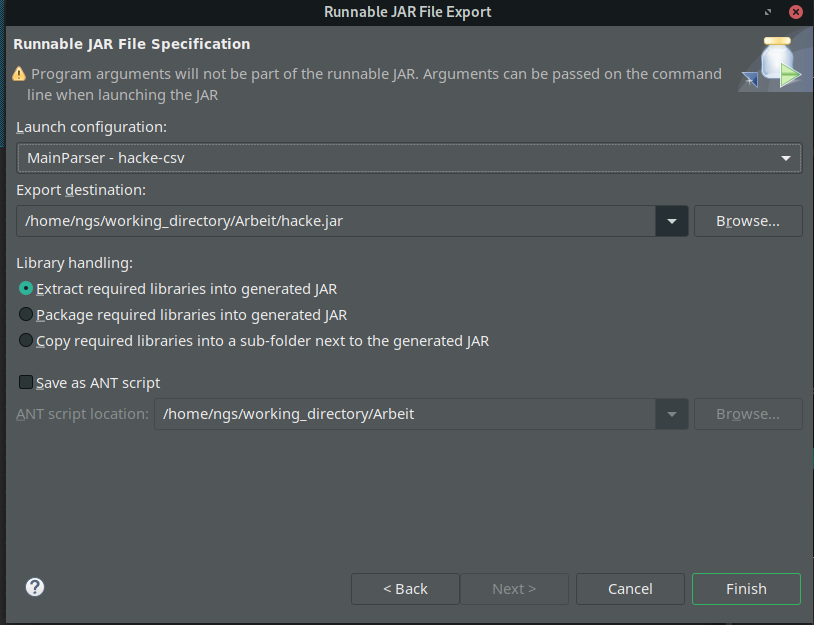 Runnable JAR File Export
Runnable JAR File Specification
Program arguments will not be part of the runnable JAR. Arguments can be passed on the command
line when launching the JAR
Launch configuration:
MainParser - hacke-csv
Export destination:
/home/ngs/working_directory/Arbeit/hacke.jar
Browse...
Library handling:
Extract required libraries into generated JAR
Package required libraries into generated JAR
Copy required libraries into a sub-folder next to the generated JAR
Save as ANT script
ANT script location: /home/ngs/working_directory/Arbeit Browse...
? < Back Next > Cancel Finish